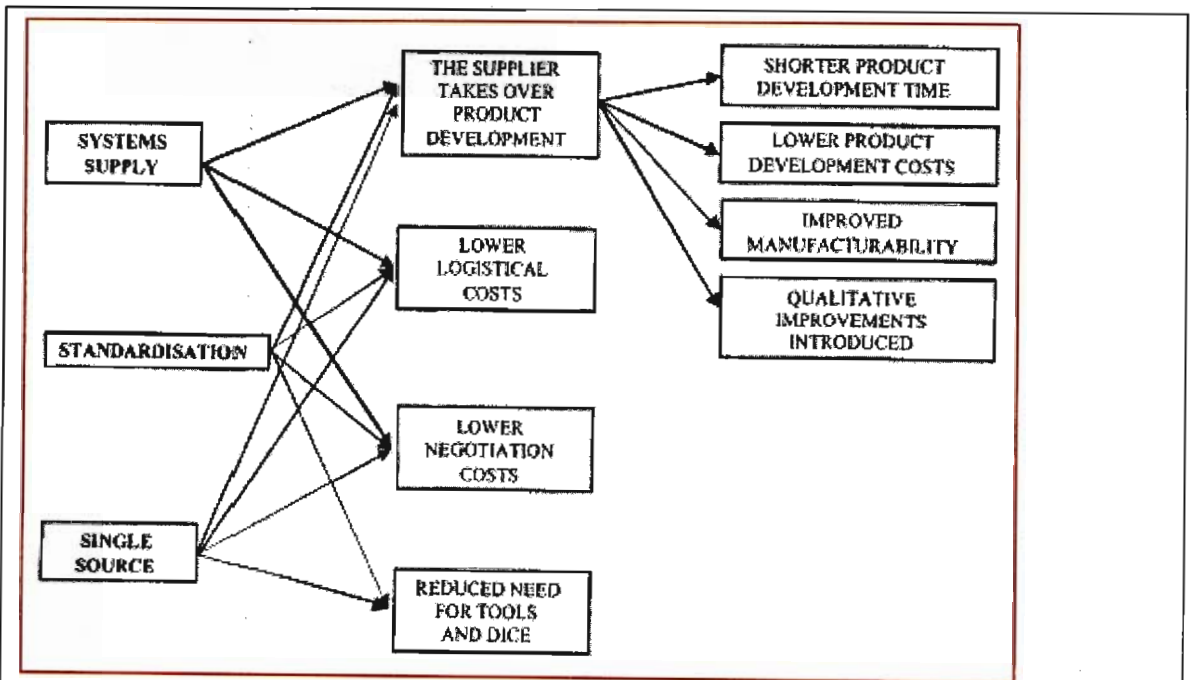 SYSTEMS
SUPPLY
STANDARDISATION
SINGLE
SOURCE
THE SUPPLIER
TAKES OVER
PRODUCT
DEVELOPMENT
LOWER
LOGISTICAL
COSTS
LOWER
NEGOTIATION
COSTS
REDUCED NEED
FOR TOOLS
AND DICE
SHORTER PRODUCT
DEVELOPMENT TIME
LOWER PRODUCT
DEVELOPMENT COSTS
IMPROVED
MANUFACTURABILITY
QUALITATIVE
IMPROVEMENTS
INTRODUCED